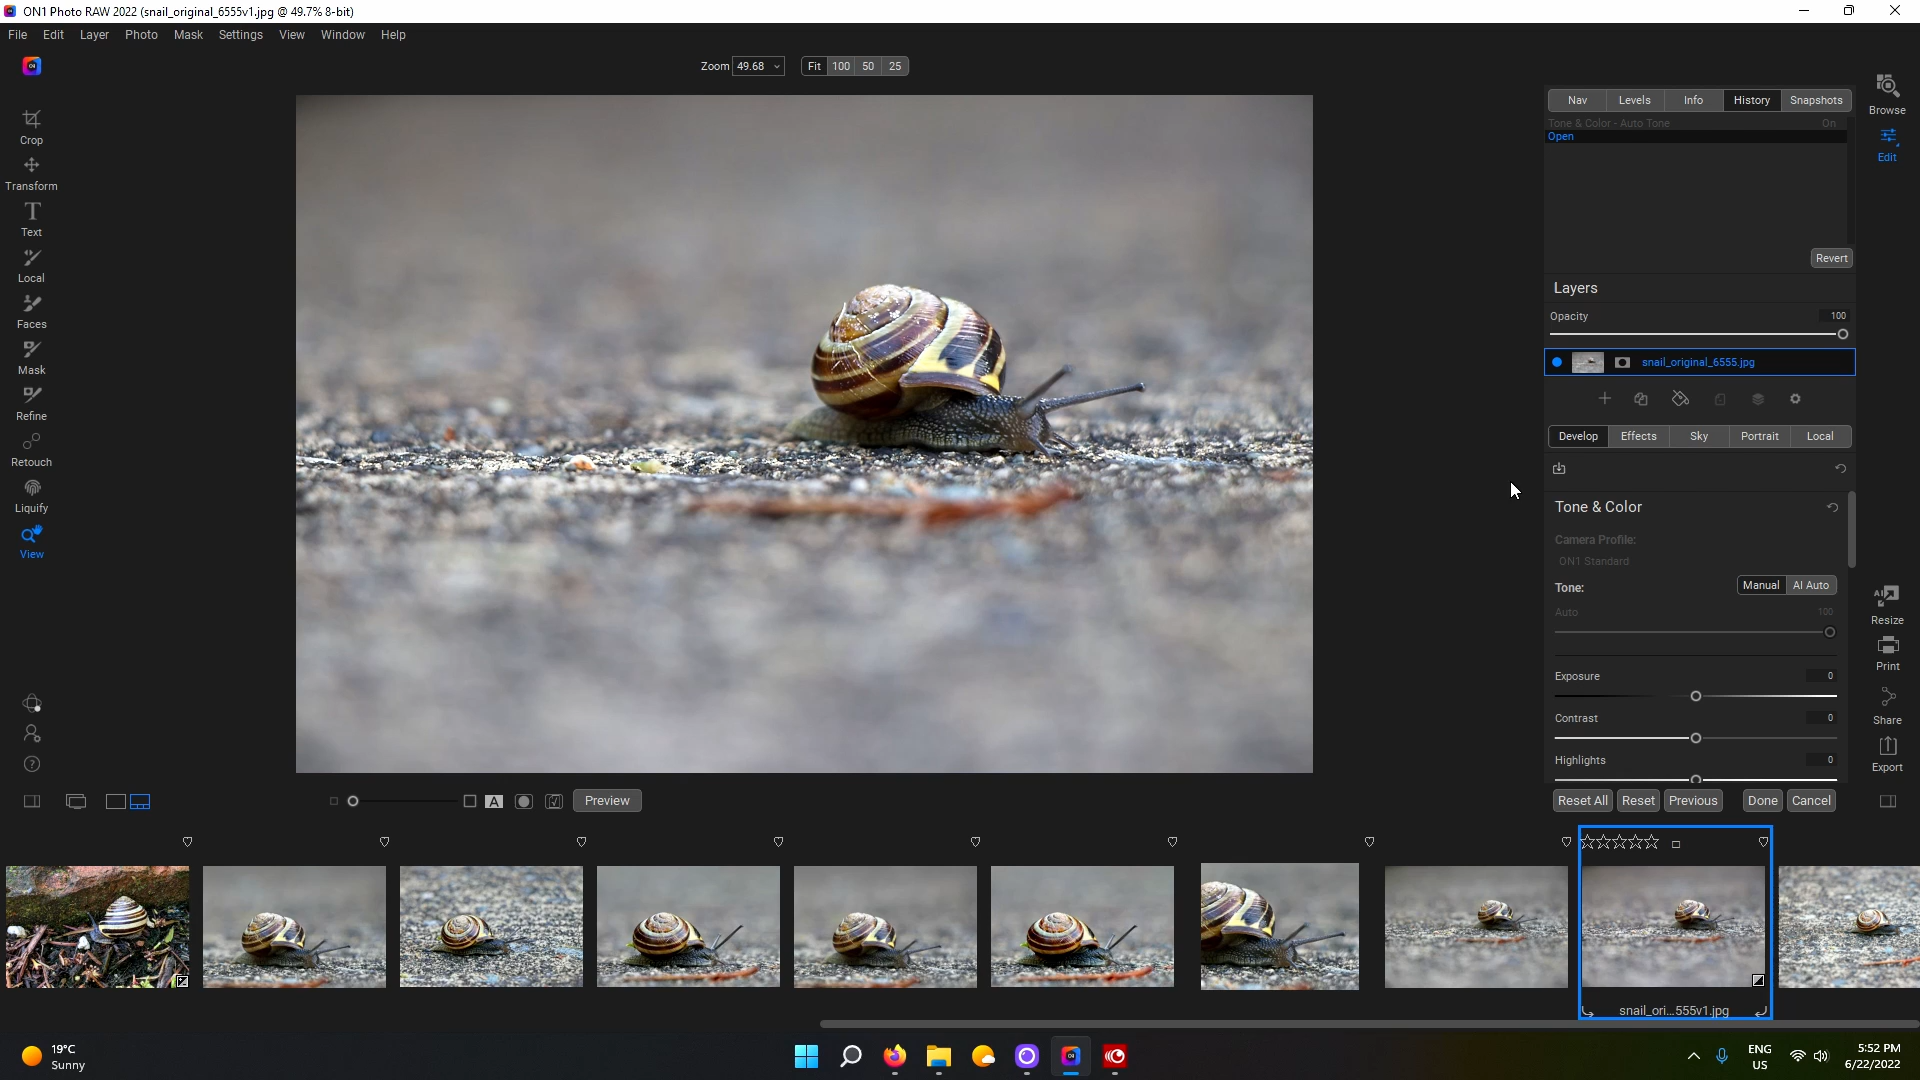 ON1 Photo RAW 2022 (snail_original_6555v1.jpg @ 49.7% 8-bit)
File Edit Layer Photo Mask Settings View Window Help
Zoom 49.68 Fit 100 50 25
Crop
Transform
Text
Local
Faces
Mask
Refine
Retouch
Liquify
View
Nav Levels Info History Snapshots
Tone & Color - Auto Tone On
Open
Revert
Layers
Opacity 100
snail_original_6555.jpg
Develop Effects Sky Portrait Local
Tone & Color
Camera Profile:
ON1 Standard
Tone: Manual AI Auto
Auto 100
Exposure 0
Contrast 0
Highlights 0
Reset All Reset Previous Done Cancel
Browse
Edit
AI
Resize
Print
Share
Export
A Preview
snail_ori...555v1.jpg
19°C
Sunny
ENG
US
5:52 PM
6/22/2022